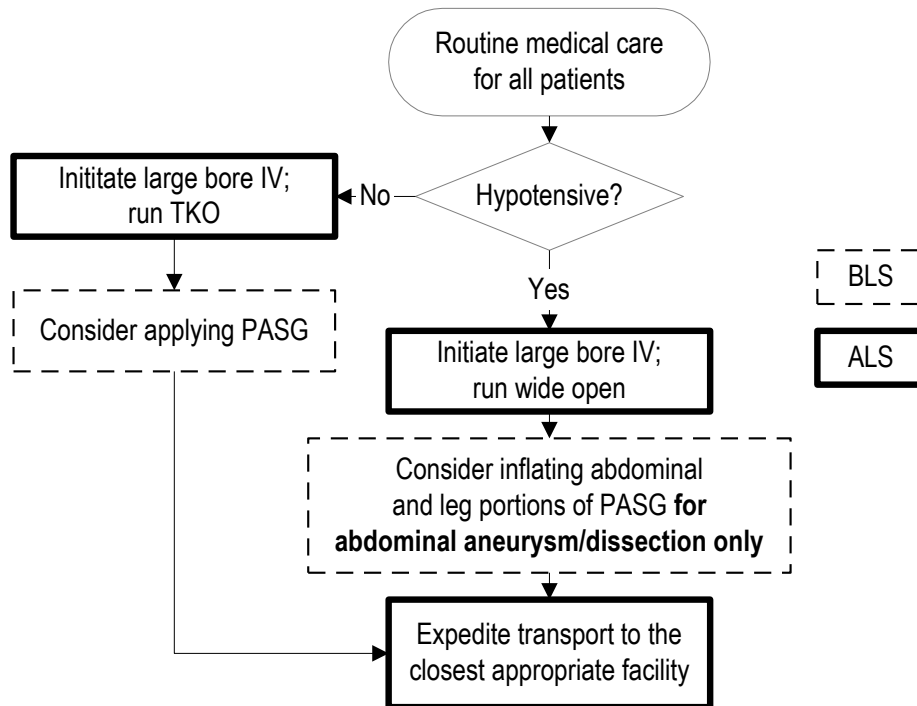 Routine medical care
for all patients
Hypotensive?
No
Inititate large bore IV;
run TKO
Consider applying PASG
Yes
Initiate large bore IV;
run wide open
Consider inflating abdominal
and leg portions of PASG for
abdominal aneurysm/dissection only
Expedite transport to the
closest appropriate facility
BLS
ALS